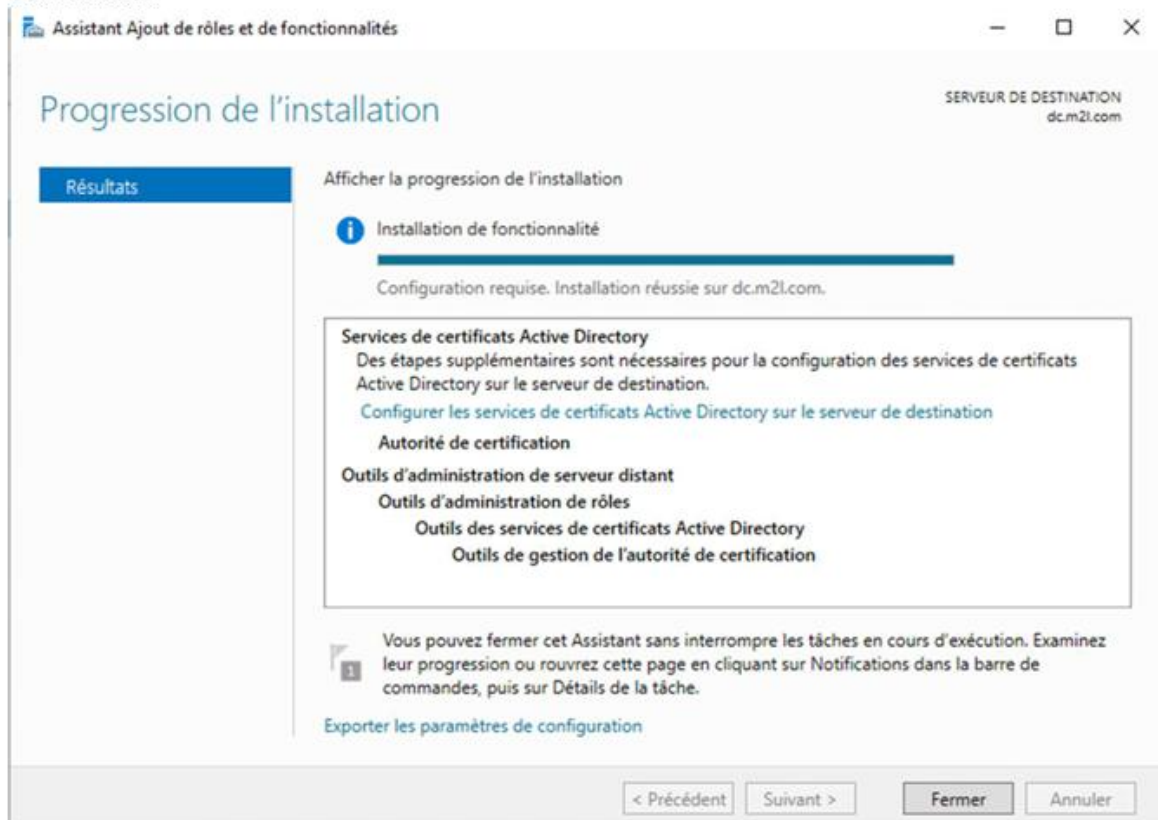 Assistant Ajout de rôles et de fonctionnalités
Progression de l'installation
SERVEUR DE DESTINATION
dc.m2l.com
Résultats
Afficher la progression de l'installation
Installation de fonctionnalité
Configuration requise. Installation réussie sur dc.m2l.com.
Services de certificats Active Directory
Des étapes supplémentaires sont nécessaires pour la configuration des services de certificats
Active Directory sur le serveur de destination.
Configurer les services de certificats Active Directory sur le serveur de destination
Autorité de certification
Outils d'administration de serveur distant
Outils d'administration de rôles
Outils des services de certificats Active Directory
Outils de gestion de l'autorité de certification
1
Vous pouvez fermer cet Assistant sans interrompre les tâches en cours d'exécution. Examinez
leur progression ou rouvrez cette page en cliquant sur Notifications dans la barre de
commandes, puis sur Détails de la tâche.
Exporter les paramètres de configuration
< Précédent
Suivant >
Fermer
Annuler